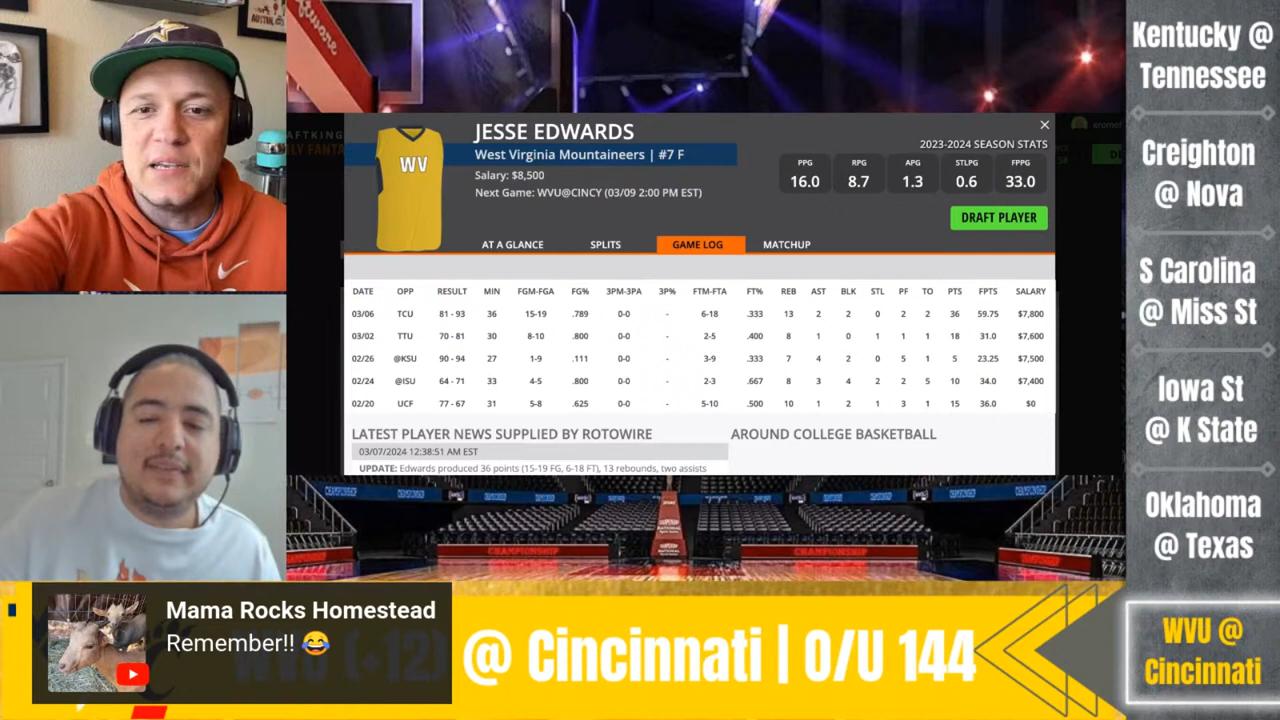 Kentucky @
Tennessee
Creighton
@ Nova
S Carolina
@ Miss St
Iowa St
@ K State
Oklahoma
@ Texas
WVU @
Cincinnati
JESSE EDWARDS
West Virginia Mountaineers | #7 F
Salary: $8,500
Next Game: WVU@CINCY (03/09 2:00 PM EST)
WV
2023-2024 SEASON STATS
PPG RPG APG STLPG FPPG
16.0 8.7 1.3 0.6 33.0
DRAFT PLAYER
AT A GLANCE SPLITS GAME LOG MATCHUP
DATE OPP RESULT MIN FGM-FGA FG% 3PM-3PA 3P% FTM-FTA FT% REB AST BLK STL PF TO PTS FPTS SALARY
03/06 TCU 81 - 93 36 15-19 .789 0-0 - 6-18 .333 13 2 2 0 2 2 36 59.75 $7,800
03/02 TTU 70 - 81 30 8-10 .800 0-0 - 2-5 .400 8 1 0 1 1 1 18 31.0 $7,600
02/26 @KSU 90 - 94 27 1-9 .111 0-0 - 3-9 .333 7 4 2 0 5 1 5 23.25 $7,500
02/24 @ISU 64 - 71 33 4-5 .800 0-0 - 2-3 .667 8 3 4 2 2 5 10 34.0 $7,400
02/20 UCF 77 - 67 31 5-8 .625 0-0 - 5-10 .500 10 1 2 1 3 1 15 36.0 $0
LATEST PLAYER NEWS SUPPLIED BY ROTOWIRE
AROUND COLLEGE BASKETBALL
03/07/2024 12:38:51 AM EST
UPDATE: Edwards produced 36 points (15-19 FG, 6-18 FT), 13 rebounds, two assists
CHAMPIONSHIP
CHAMPIONSHIP
Mama Rocks Homestead
Remember!! 😂
WVU (+12) @ Cincinnati | O/U 144